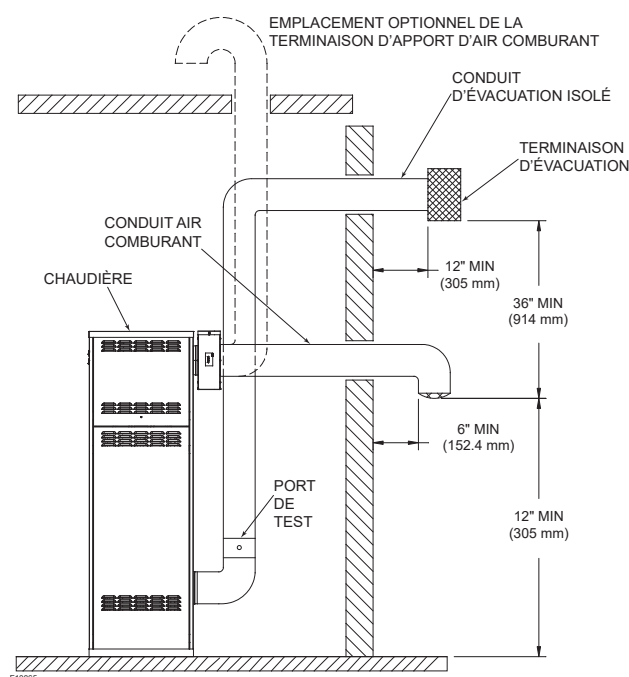 EMPLACEMENT OPTIONNEL DE LA
TERMINAISON D'APPORT D'AIR COMBURANT
CONDUIT
D'ÉVACUATION ISOLÉ
TERMINAISON
D'ÉVACUATION
CONDUIT AIR
COMBURANT
CHAUDIÈRE
12" MIN
(305 mm)
36" MIN
(914 mm)
6" MIN
(152.4 mm)
PORT
DE
TEST
12" MIN
(305 mm)